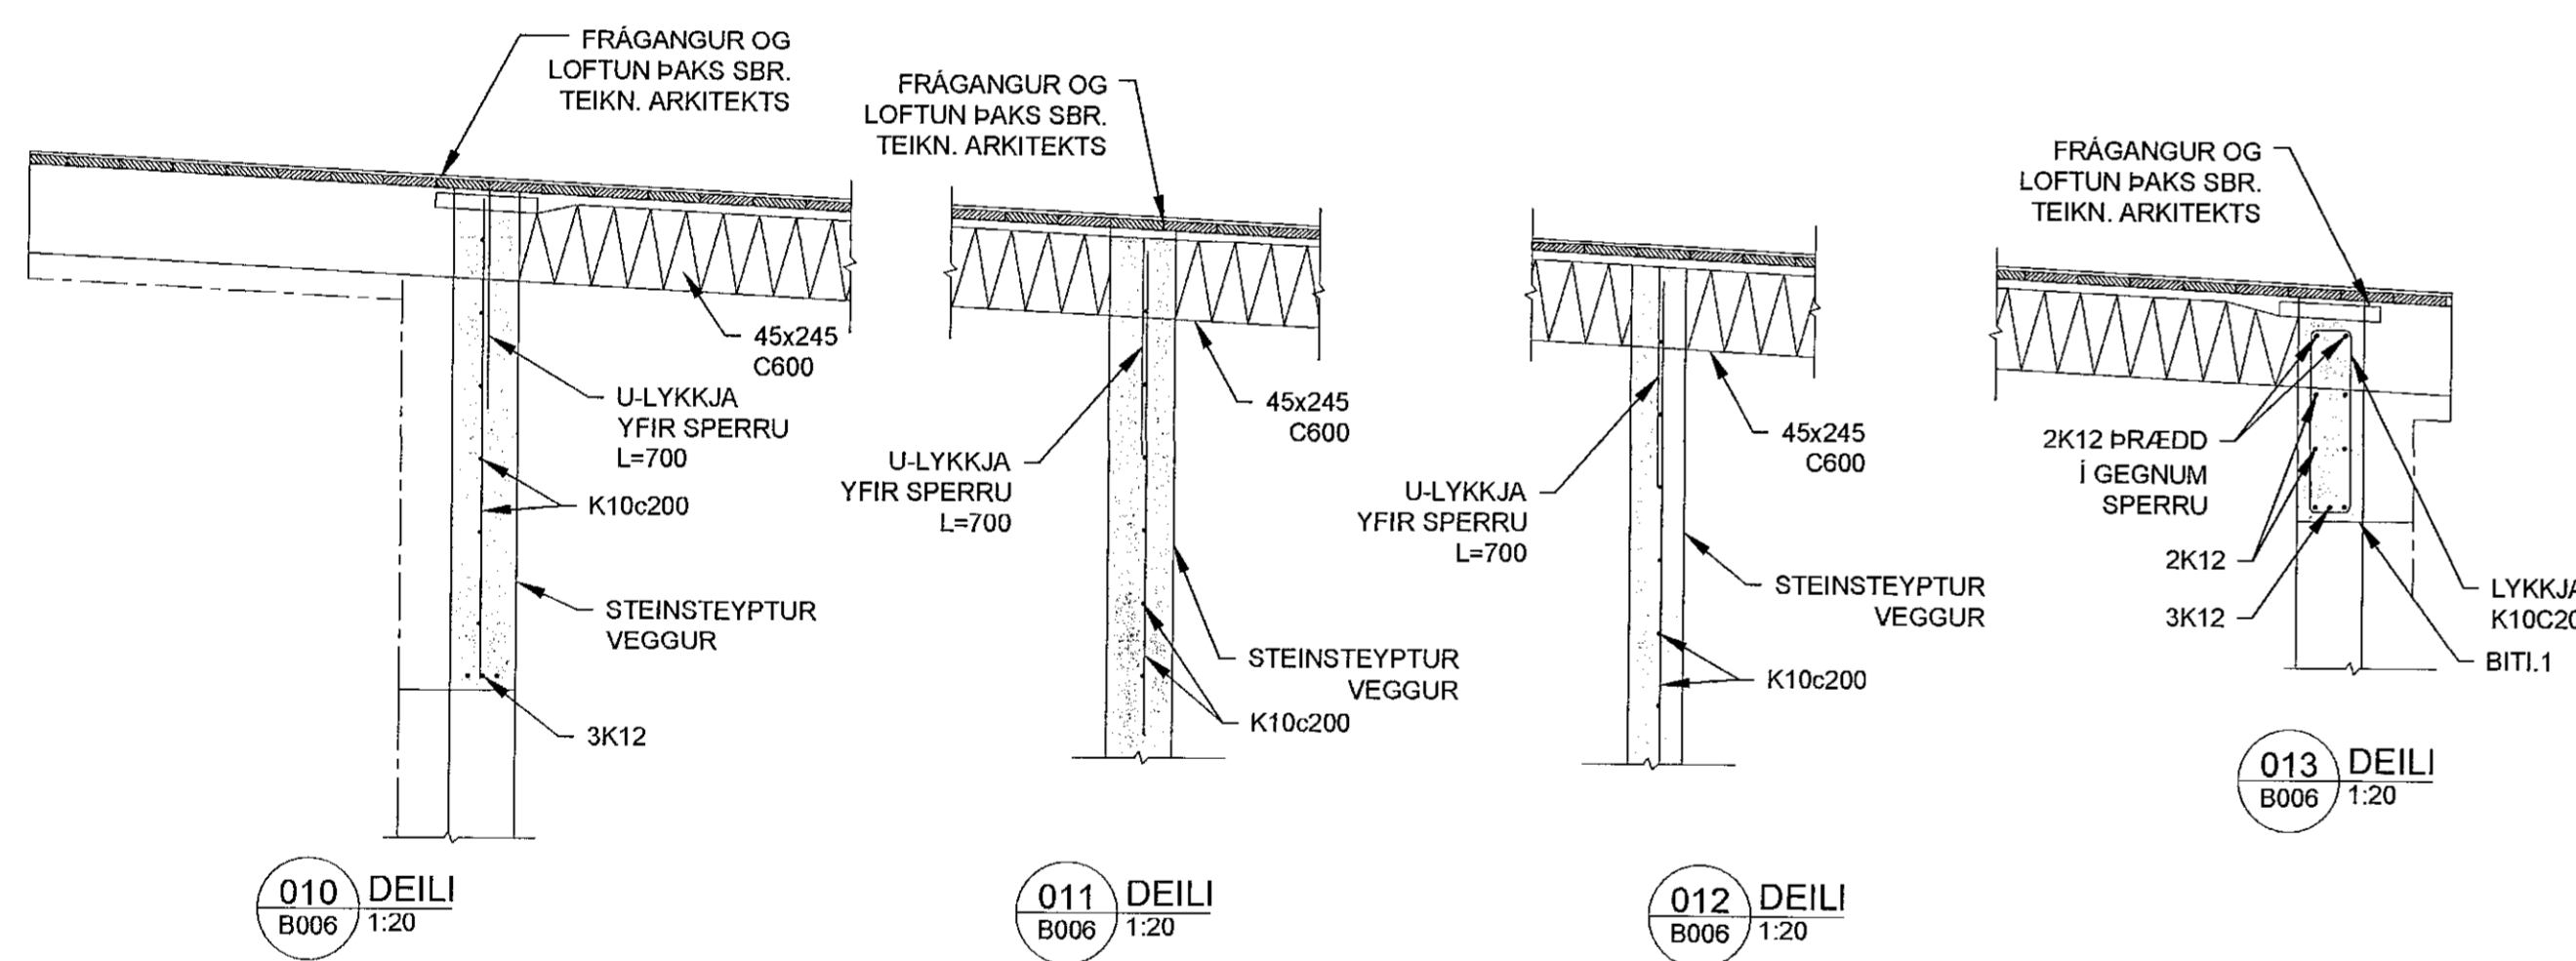 FRÁGANGUR OG
LOFTUN ÞAKS SBR.
TEIKN. ARKITEKTS
45x245
C600
U-LYKKJA
YFIR SPERRU
L=700
K10c200
STEINSTEYPTUR
VEGGUR
3K12
010 DEILI
B006 1:20
FRÁGANGUR OG
LOFTUN ÞAKS SBR.
TEIKN. ARKITEKTS
45x245
C600
U-LYKKJA
YFIR SPERRU
L=700
STEINSTEYPTUR
VEGGUR
K10c200
011 DEILI
B006 1:20
45x245
C600
U-LYKKJA
YFIR SPERRU
L=700
STEINSTEYPTUR
VEGGUR
K10c200
012 DEILI
B006 1:20
FRÁGANGUR OG
LOFTUN ÞAKS SBR.
TEIKN. ARKITEKTS
2K12 ÞRÆDD
Í GEGNUM
SPERRU
2K12
3K12
LYKKJA
K10C20
BITI.1
013 DEILI
B006 1:20